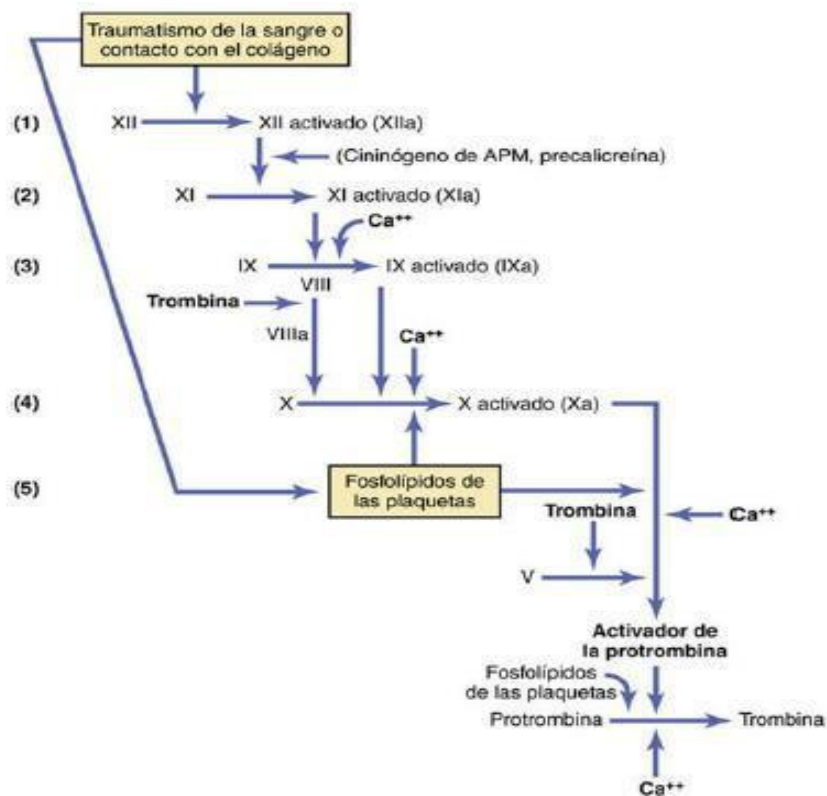 Traumatismo de la sangre o
contacto con el colágeno
(1) XII XII activado (XIIa)
(Cininógeno de APM, precalicreína)
(2) XI XI activado (XIa)
Ca++
(3) IX IX activado (IXa)
VIII
Trombina
VIIIa Ca++
(4) X X activado (Xa)
(5) Fosfolípidos de
las plaquetas
Trombina Ca++
V
Activador de
la protrombina
Fosfolípidos
de las plaquetas
Protrombina Trombina
Ca++